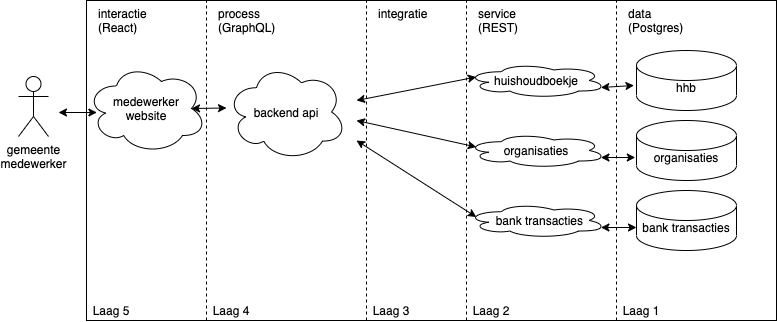 interactie
(React)
process
(GraphQL)
integratie
service
(REST)
data
(Postgres)
gemeente
medewerker
medewerker
website
backend api
huishoudboekje
hhb
organisaties
organisaties
bank transacties
bank transacties
Laag 5
Laag 4
Laag 3
Laag 2
Laag 1